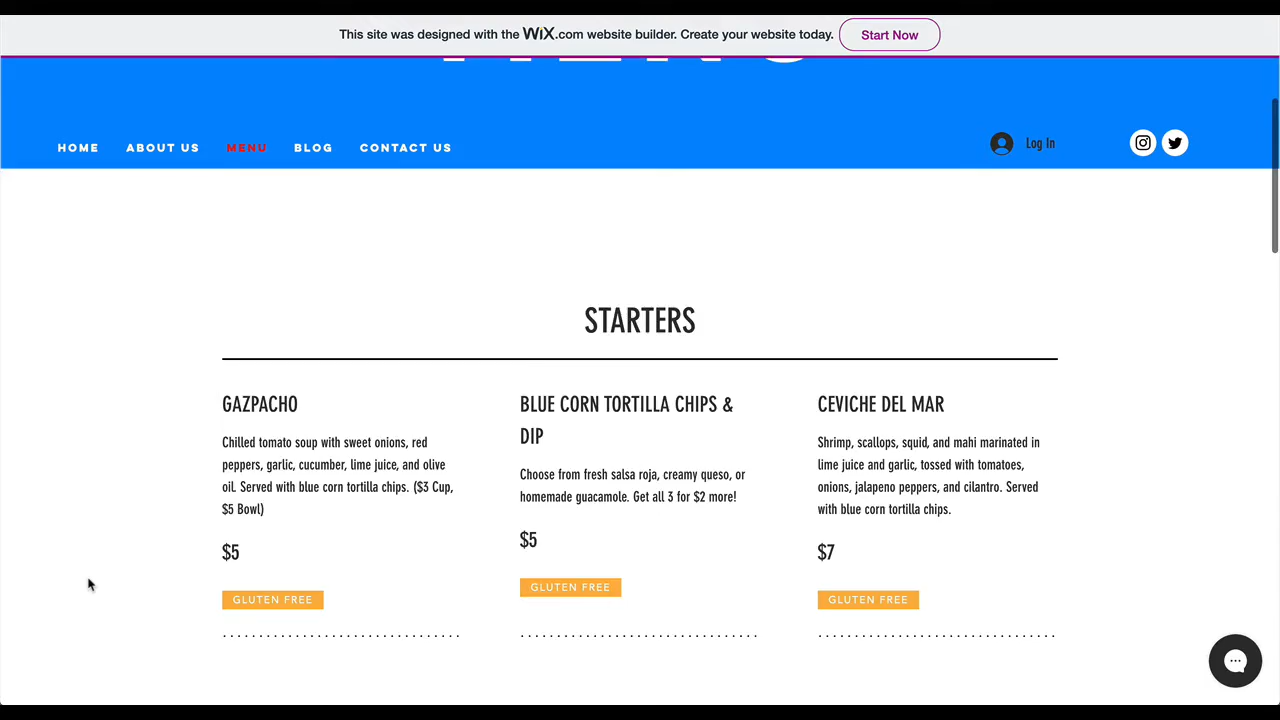 This site was designed with the WiX.com website builder. Create your website today. Start Now
HOME ABOUT US MENU BLOG CONTACT US Log In
STARTERS
GAZPACHO
Chilled tomato soup with sweet onions, red
peppers, garlic, cucumber, lime juice, and olive
oil. Served with blue corn tortilla chips. ($3 Cup,
$5 Bowl)
$5
GLUTEN FREE
BLUE CORN TORTILLA CHIPS &
DIP
Choose from fresh salsa roja, creamy queso, or
homemade guacamole. Get all 3 for $2 more!
$5
GLUTEN FREE
CEVICHE DEL MAR
Shrimp, scallops, squid, and mahi marinated in
lime juice and garlic, tossed with tomatoes,
onions, jalapeno peppers, and cilantro. Served
with blue corn tortilla chips.
$7
GLUTEN FREE